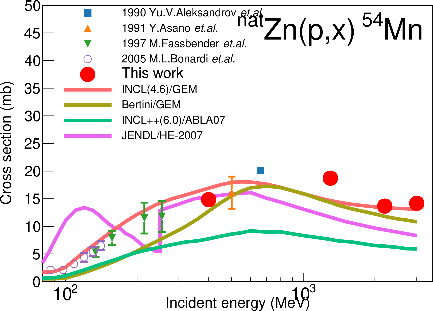 50
45
40
35
30
25
20
15
10
5
0
Cross section (mb)
natZn(p,x) 54Mn
1990 Yu.V.Aleksandrov et.al.
1991 Y.Asano et.al.
1997 M.Fassbender et.al.
2005 M.L.Bonardi et.al.
This work
INCL(4.6)/GEM
Bertini/GEM
INCL++(6.0)/ABLA07
JENDL/HE-2007
10²
10³
Incident energy (MeV)